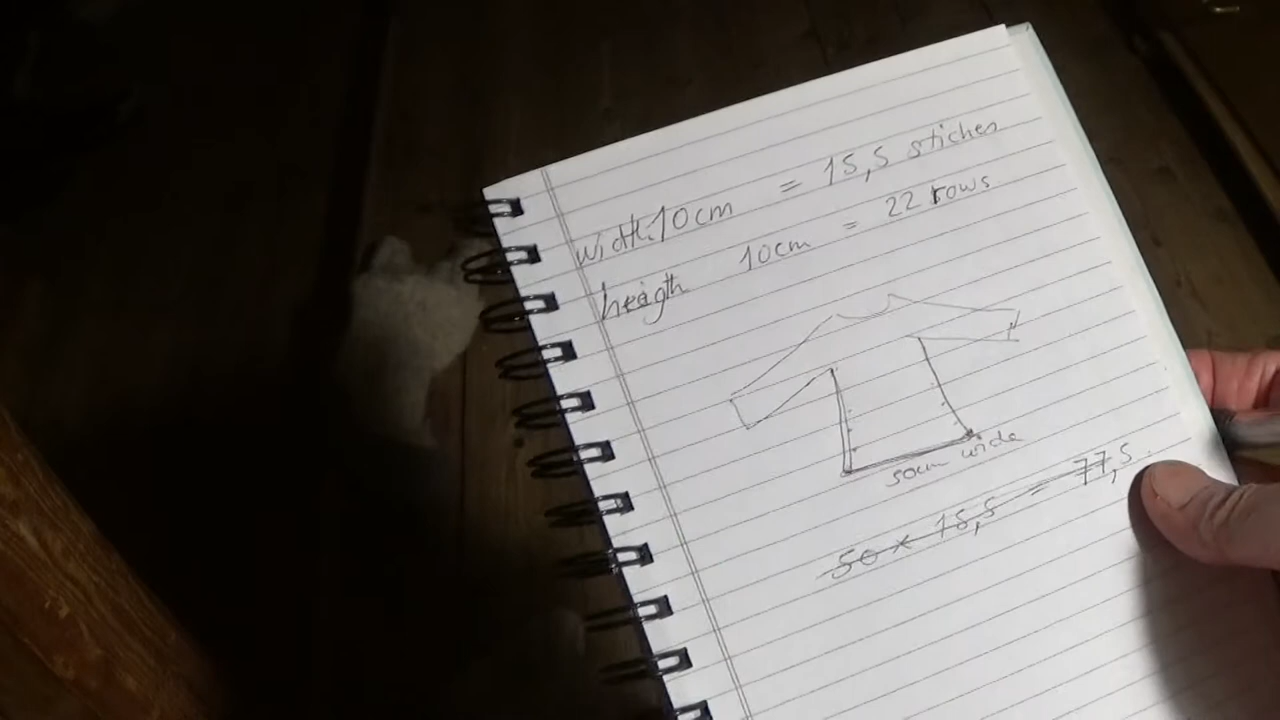 width 10cm = 15,5 stiches
heigth 10cm = 22 rows
50cm wide
50 x 15,5 = 77,5